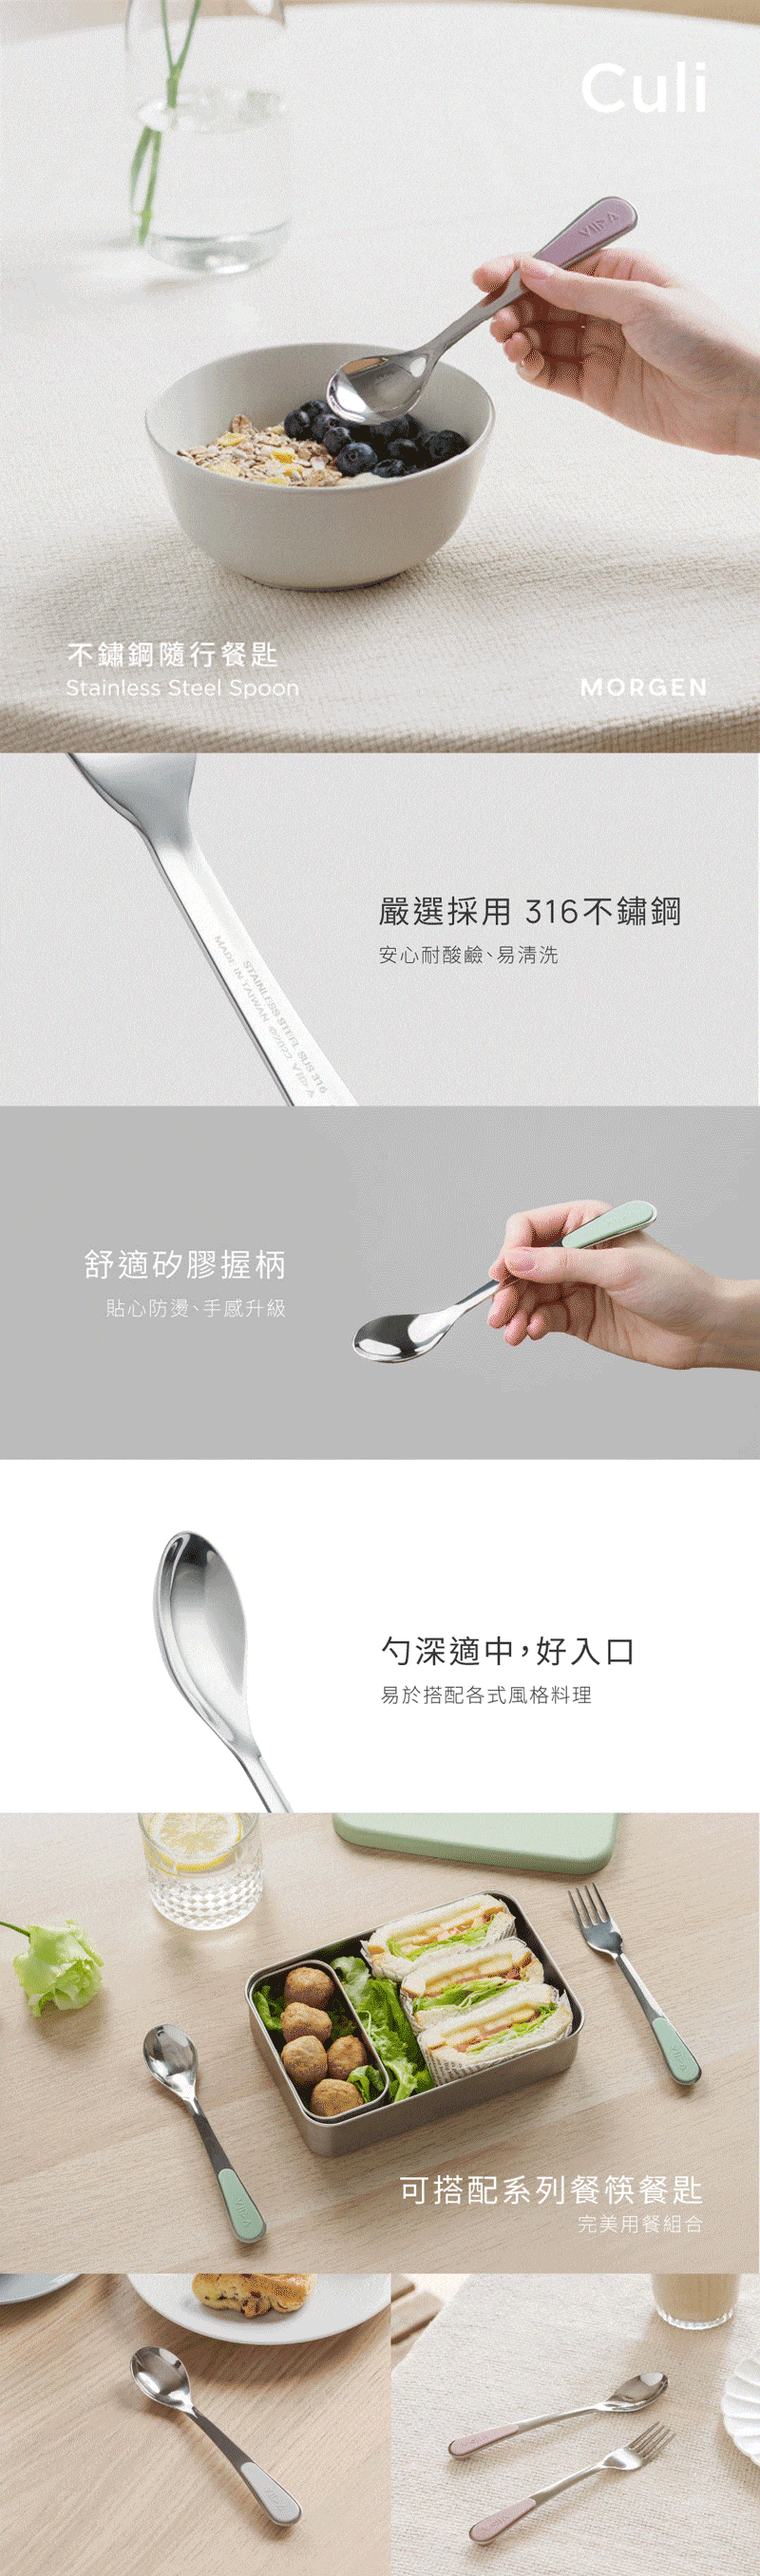 Culi
VIIDA
不鏽鋼隨行餐匙
Stainless Steel Spoon
MORGEN
嚴選採用 316不鏽鋼
安心耐酸鹼、易清洗
STAINLESS STEEL SUS 316
MADE IN TAIWAN ©2022 VIIDA
舒適矽膠握柄
貼心防燙、手感升級
勺深適中，好入口
易於搭配各式風格料理
VIIDA
VIIDA
可搭配系列餐筷餐匙
完美用餐組合